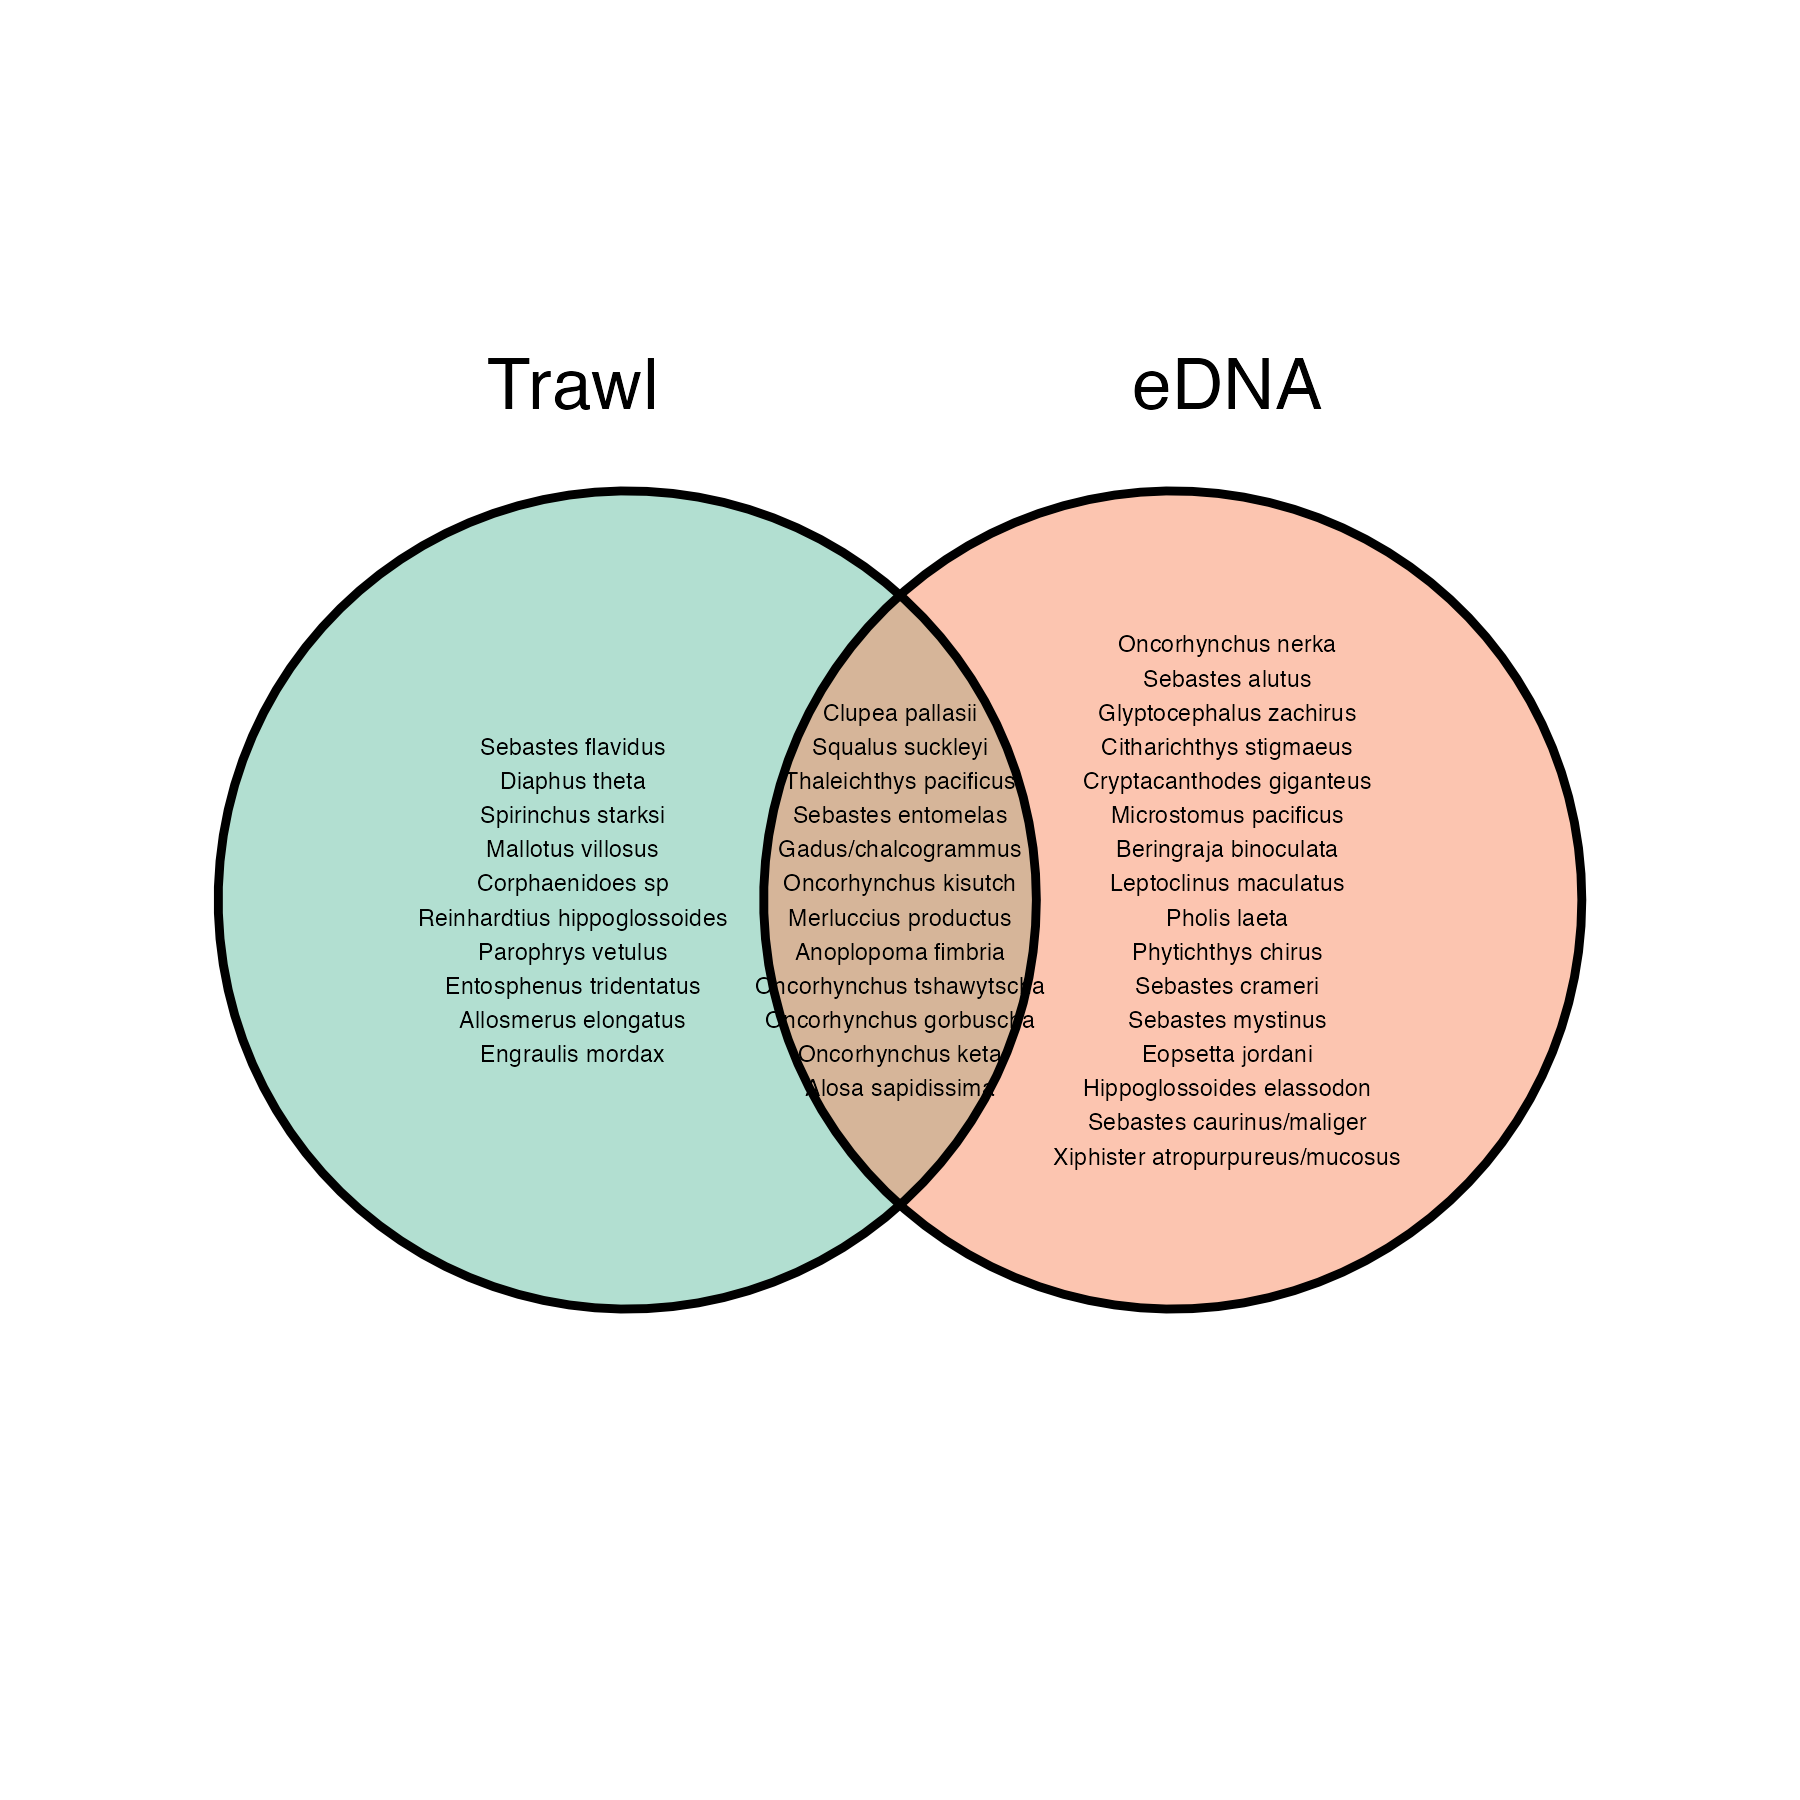 Trawl
eDNA
Sebastes flavidus
Diaphus theta
Spirinchus starksi
Mallotus villosus
Corphaenidoes sp
Reinhardtius hippoglossoides
Parophrys vetulus
Entosphenus tridentatus
Allosmerus elongatus
Engraulis mordax
Clupea pallasii
Squalus suckleyi
Thaleichthys pacificus
Sebastes entomelas
Gadus/chalcogrammus
Oncorhynchus kisutch
Merluccius productus
Anoplopoma fimbria
Oncorhynchus tshawytscha
Oncorhynchus gorbuscha
Oncorhynchus keta
Alosa sapidissima
Oncorhynchus nerka
Sebastes alutus
Glyptocephalus zachirus
Citharichthys stigmaeus
Cryptacanthodes giganteus
Microstomus pacificus
Beringraja binoculata
Leptoclinus maculatus
Pholis laeta
Phytichthys chirus
Sebastes crameri
Sebastes mystinus
Eopsetta jordani
Hippoglossoides elassodon
Sebastes caurinus/maliger
Xiphister atropurpureus/mucosus